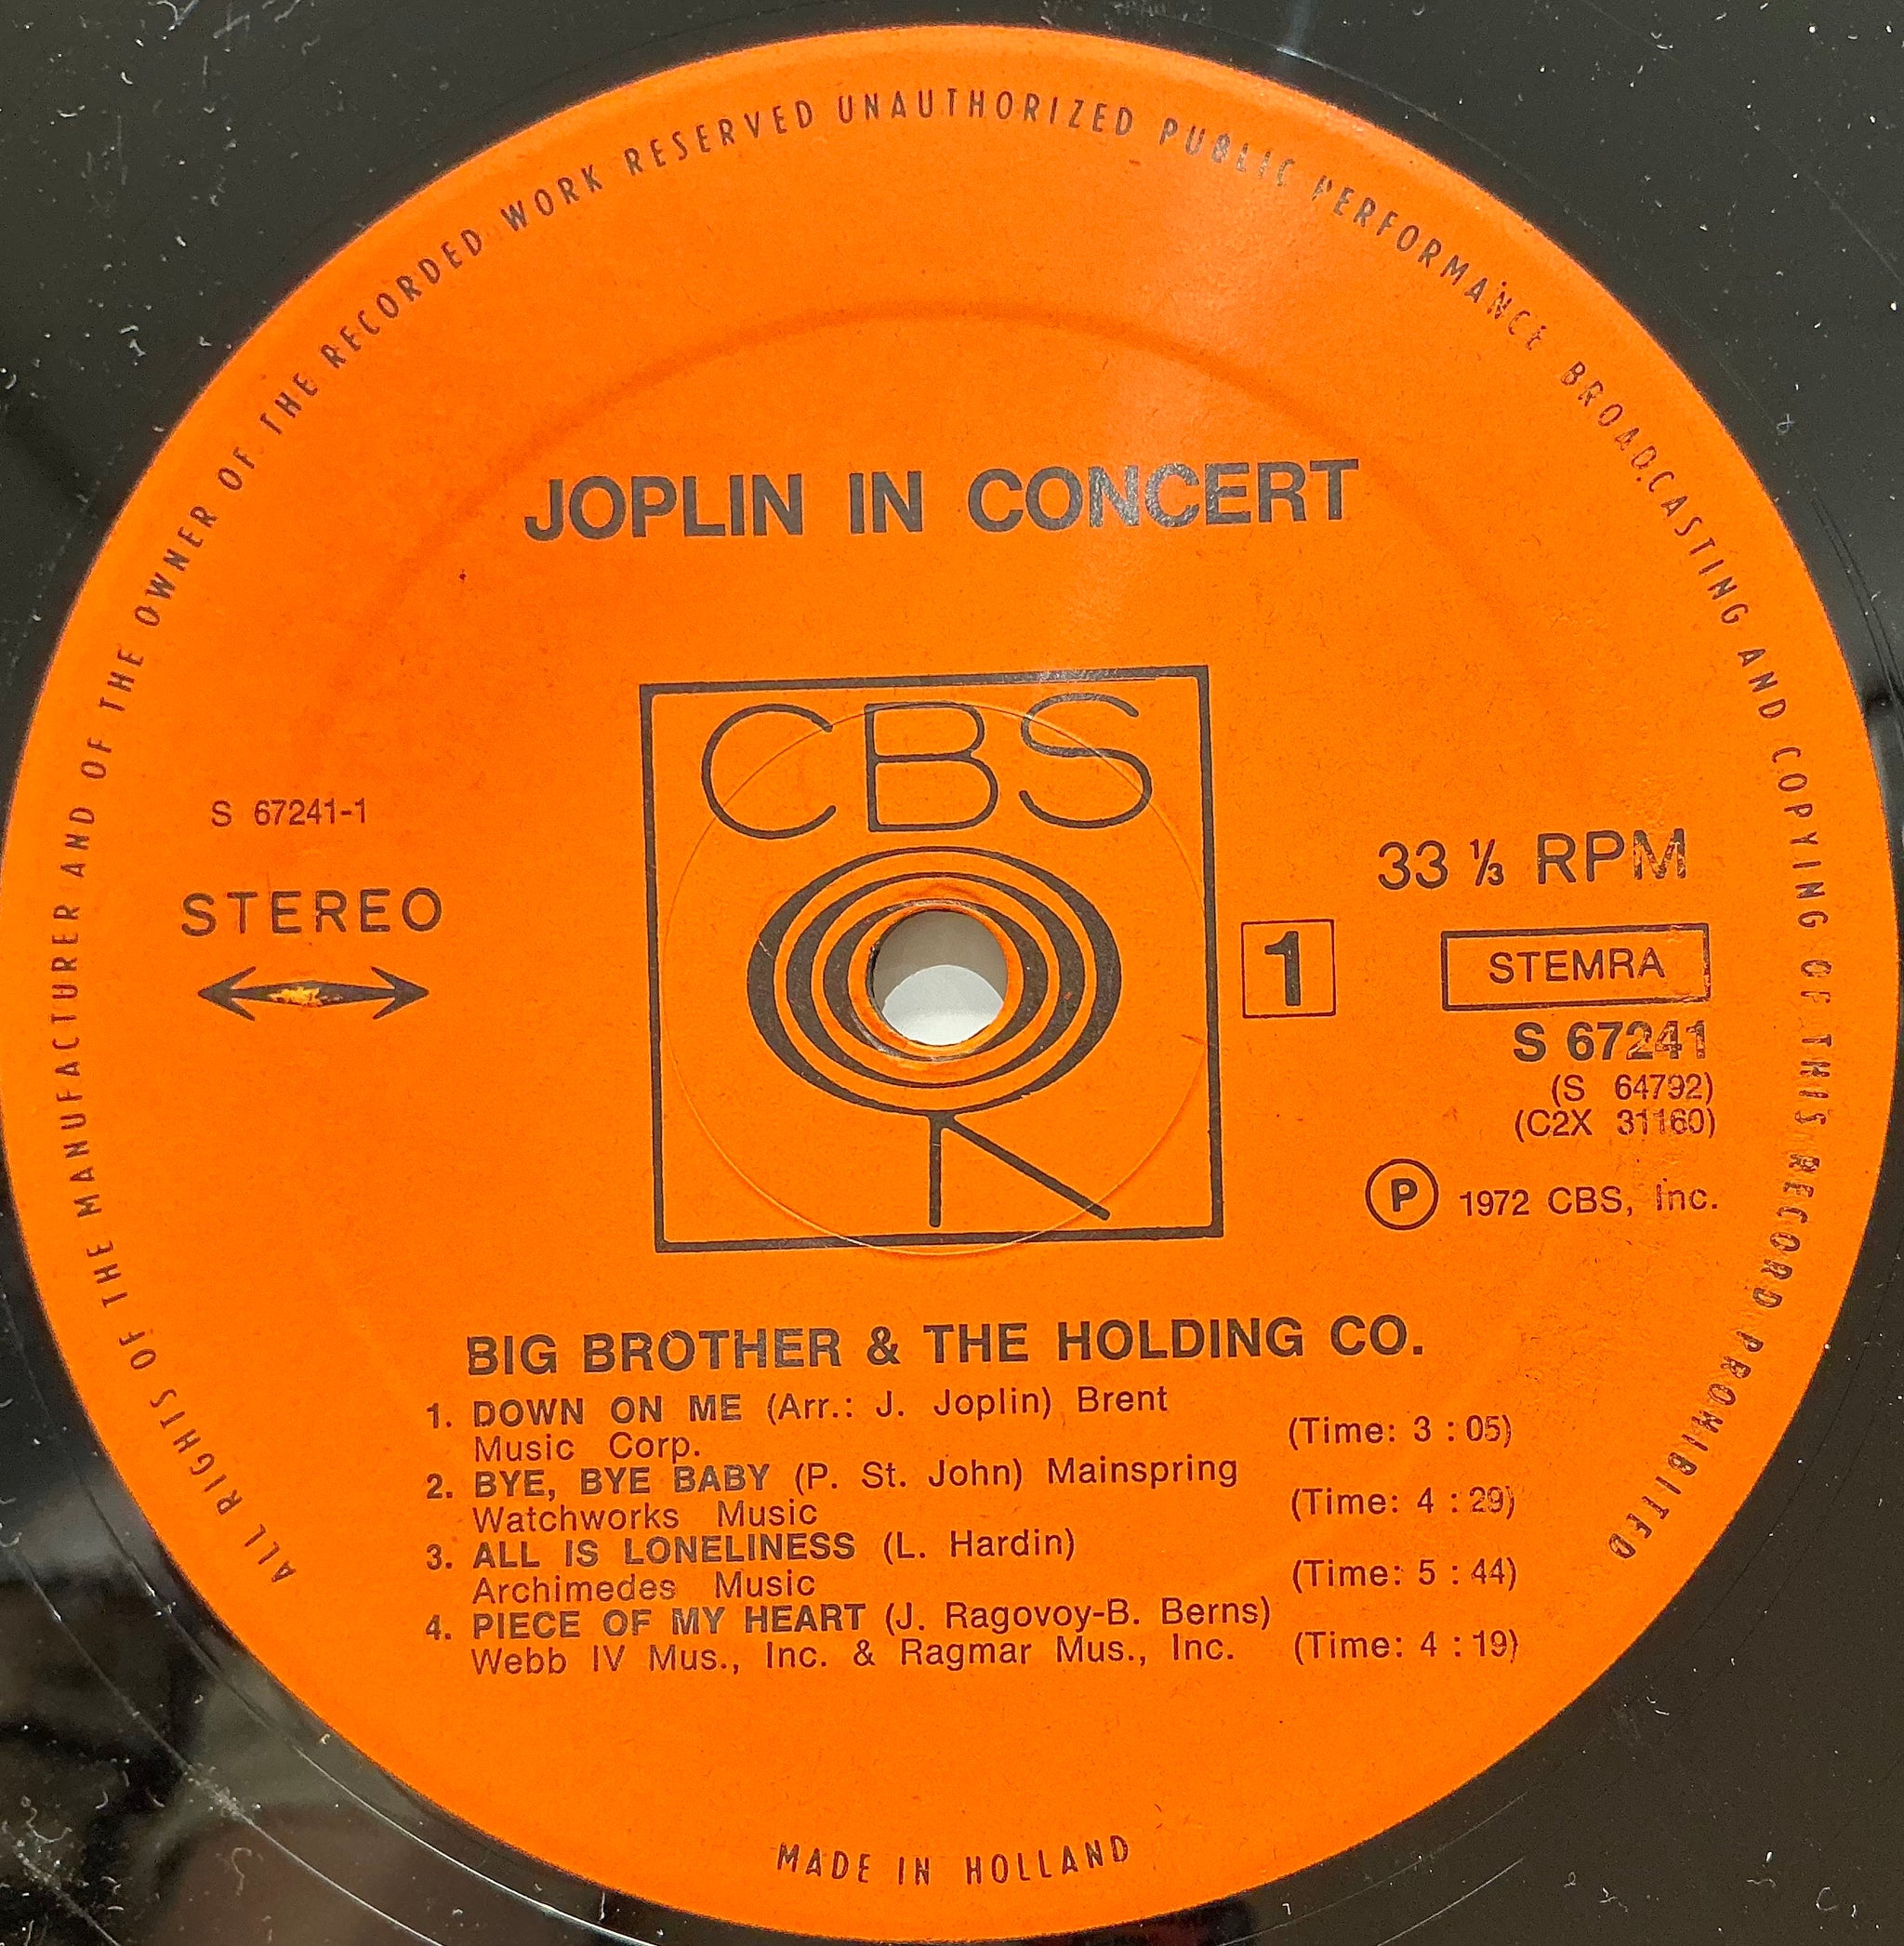 ALL RIGHTS OF THE MANUFACTURER AND OF THE OWNER OF THE RECORDED WORK RESERVED UNAUTHORIZED PUBLIC PERFORMANCE BROADCASTING AND COPYING OF THIS RECORD PROHIBITED
JOPLIN IN CONCERT
CBS
S 67241-1
STEREO
33 ⅓ RPM
1
STEMRA
S 67241
(S 64792)
(C2X 31160)
Ⓟ 1972 CBS, Inc.
BIG BROTHER & THE HOLDING CO.
1. DOWN ON ME (Arr.: J. Joplin) Brent
Music Corp. (Time: 3 : 05)
2. BYE, BYE BABY (P. St. John) Mainspring
Watchworks Music (Time: 4 : 29)
3. ALL IS LONELINESS (L. Hardin)
Archimedes Music (Time: 5 : 44)
4. PIECE OF MY HEART (J. Ragovoy-B. Berns)
Webb IV Mus., Inc. & Ragmar Mus., Inc. (Time: 4 : 19)
MADE IN HOLLAND